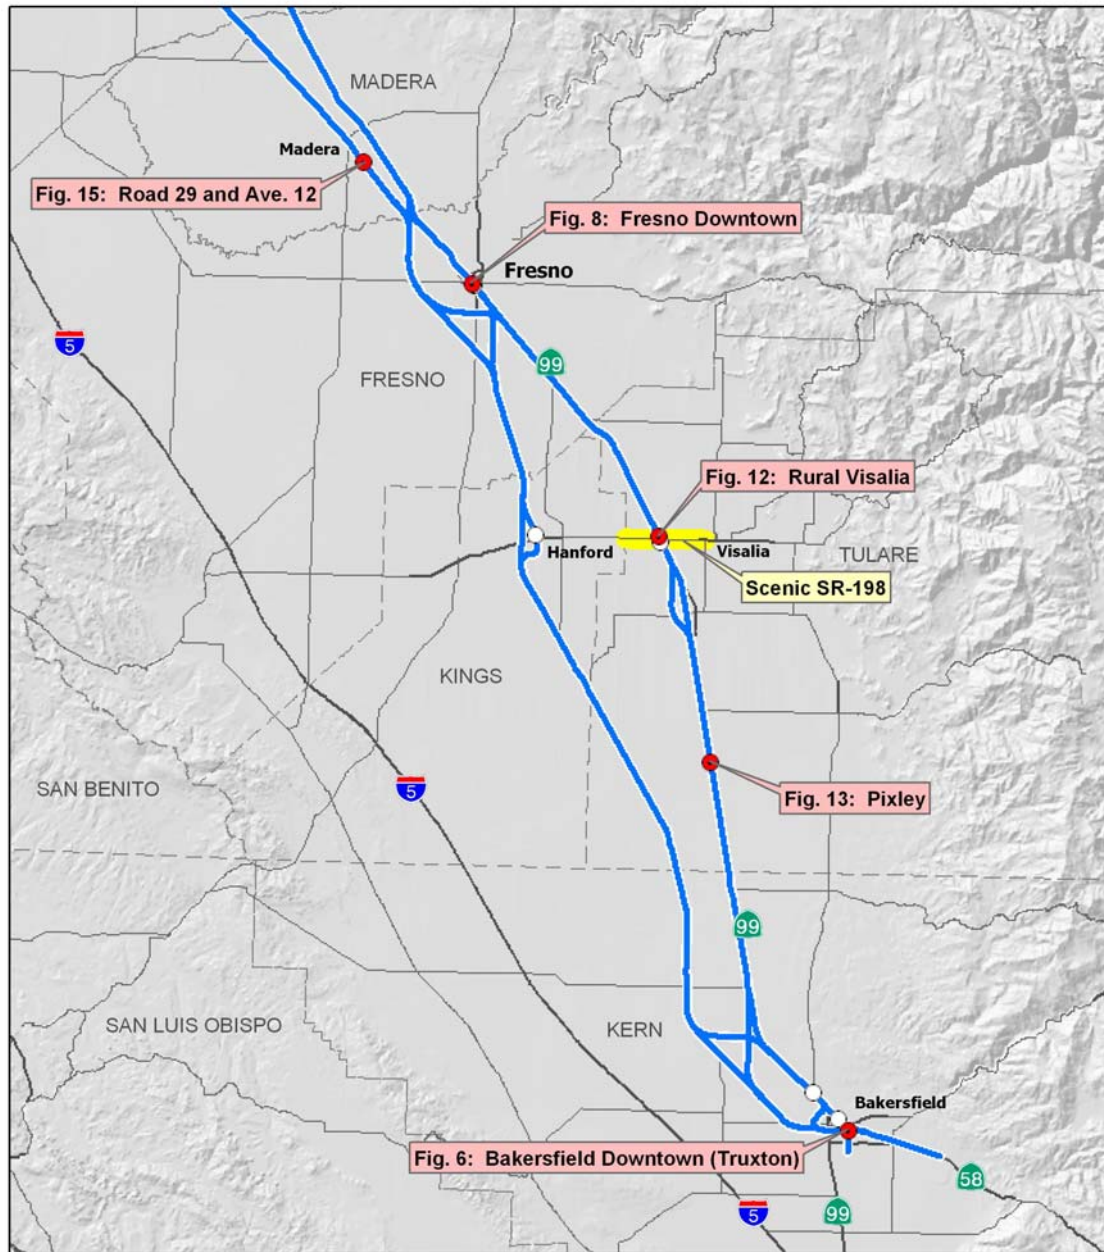 MADERA
Madera
Fig. 15: Road 29 and Ave. 12
Fig. 8: Fresno Downtown
Fresno
5
99
FRESNO
Fig. 12: Rural Visalia
Hanford
Visalia
TULARE
Scenic SR-198
KINGS
SAN BENITO
5
Fig. 13: Pixley
99
SAN LUIS OBISPO
KERN
Bakersfield
Fig. 6: Bakersfield Downtown (Truxton)
58
5
99